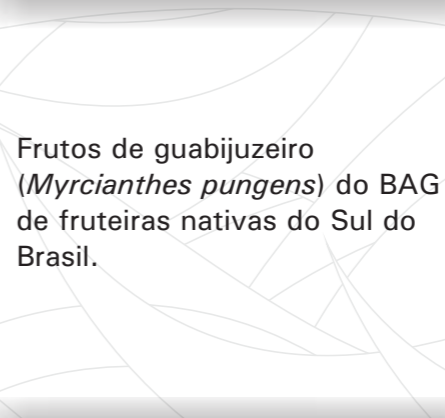 Frutos de guabijuzeiro
(Myrcianthes pungens) do BAG
de fruteiras nativas do Sul do
Brasil.